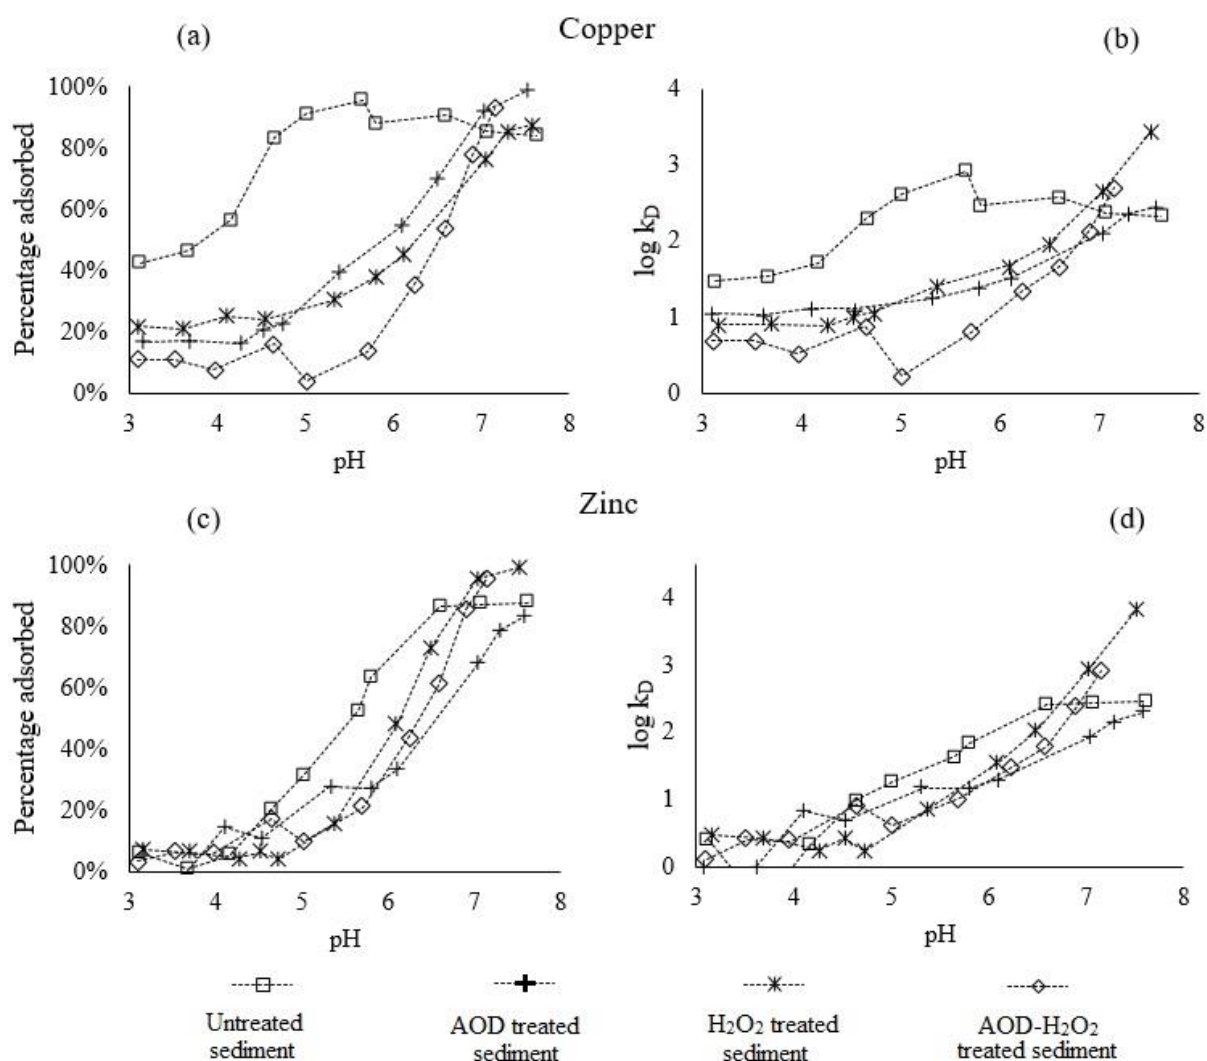 Copper
(a)
(b)
100%
80%
60%
40%
20%
0%
Percentage adsorbed
3 4 5 6 7 8
pH
4
3
2
1
0
log kD
3 4 5 6 7 8
pH
Zinc
(c)
(d)
100%
80%
60%
40%
20%
0%
Percentage adsorbed
3 4 5 6 7 8
pH
4
3
2
1
0
log kD
3 4 5 6 7 8
pH
Untreated
sediment
AOD treated
sediment
H2O2 treated
sediment
AOD-H2O2
treated sediment